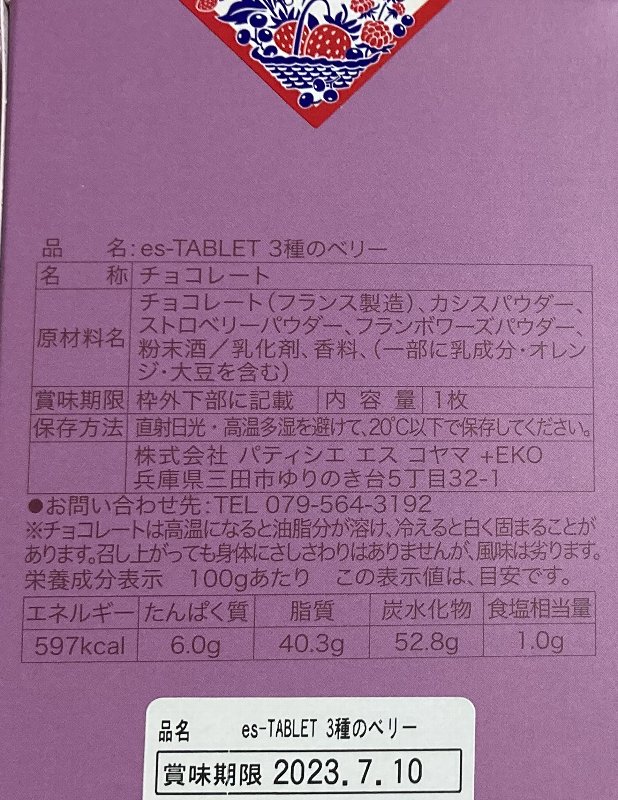 品 名:es-TABLET 3種のベリー
名 称 チョコレート
原材料名 チョコレート(フランス製造)、カシスパウダー、
ストロベリーパウダー、フランボワーズパウダー、
粉末酒/乳化剤、香料、(一部に乳成分・オレン
ジ・大豆を含む)
賞味期限 枠外下部に記載 内容量 1枚
保存方法 直射日光・高温多湿を避けて、20℃以下で保存してください。
株式会社 パティシエ エス コヤマ +EKO
兵庫県三田市ゆりのき台5丁目32-1
●お問い合わせ先:TEL 079-564-3192
※チョコレートは高温になると油脂分が溶け、冷えると白く固まることが
あります。召し上がっても身体にさしさわりはありませんが、風味は劣ります。
栄養成分表示 100gあたり この表示値は、目安です。
エネルギー たんぱく質 脂質 炭水化物 食塩相当量
597kcal 6.0g 40.3g 52.8g 1.0g
品名 es-TABLET 3種のベリー
賞味期限 2023.7.10